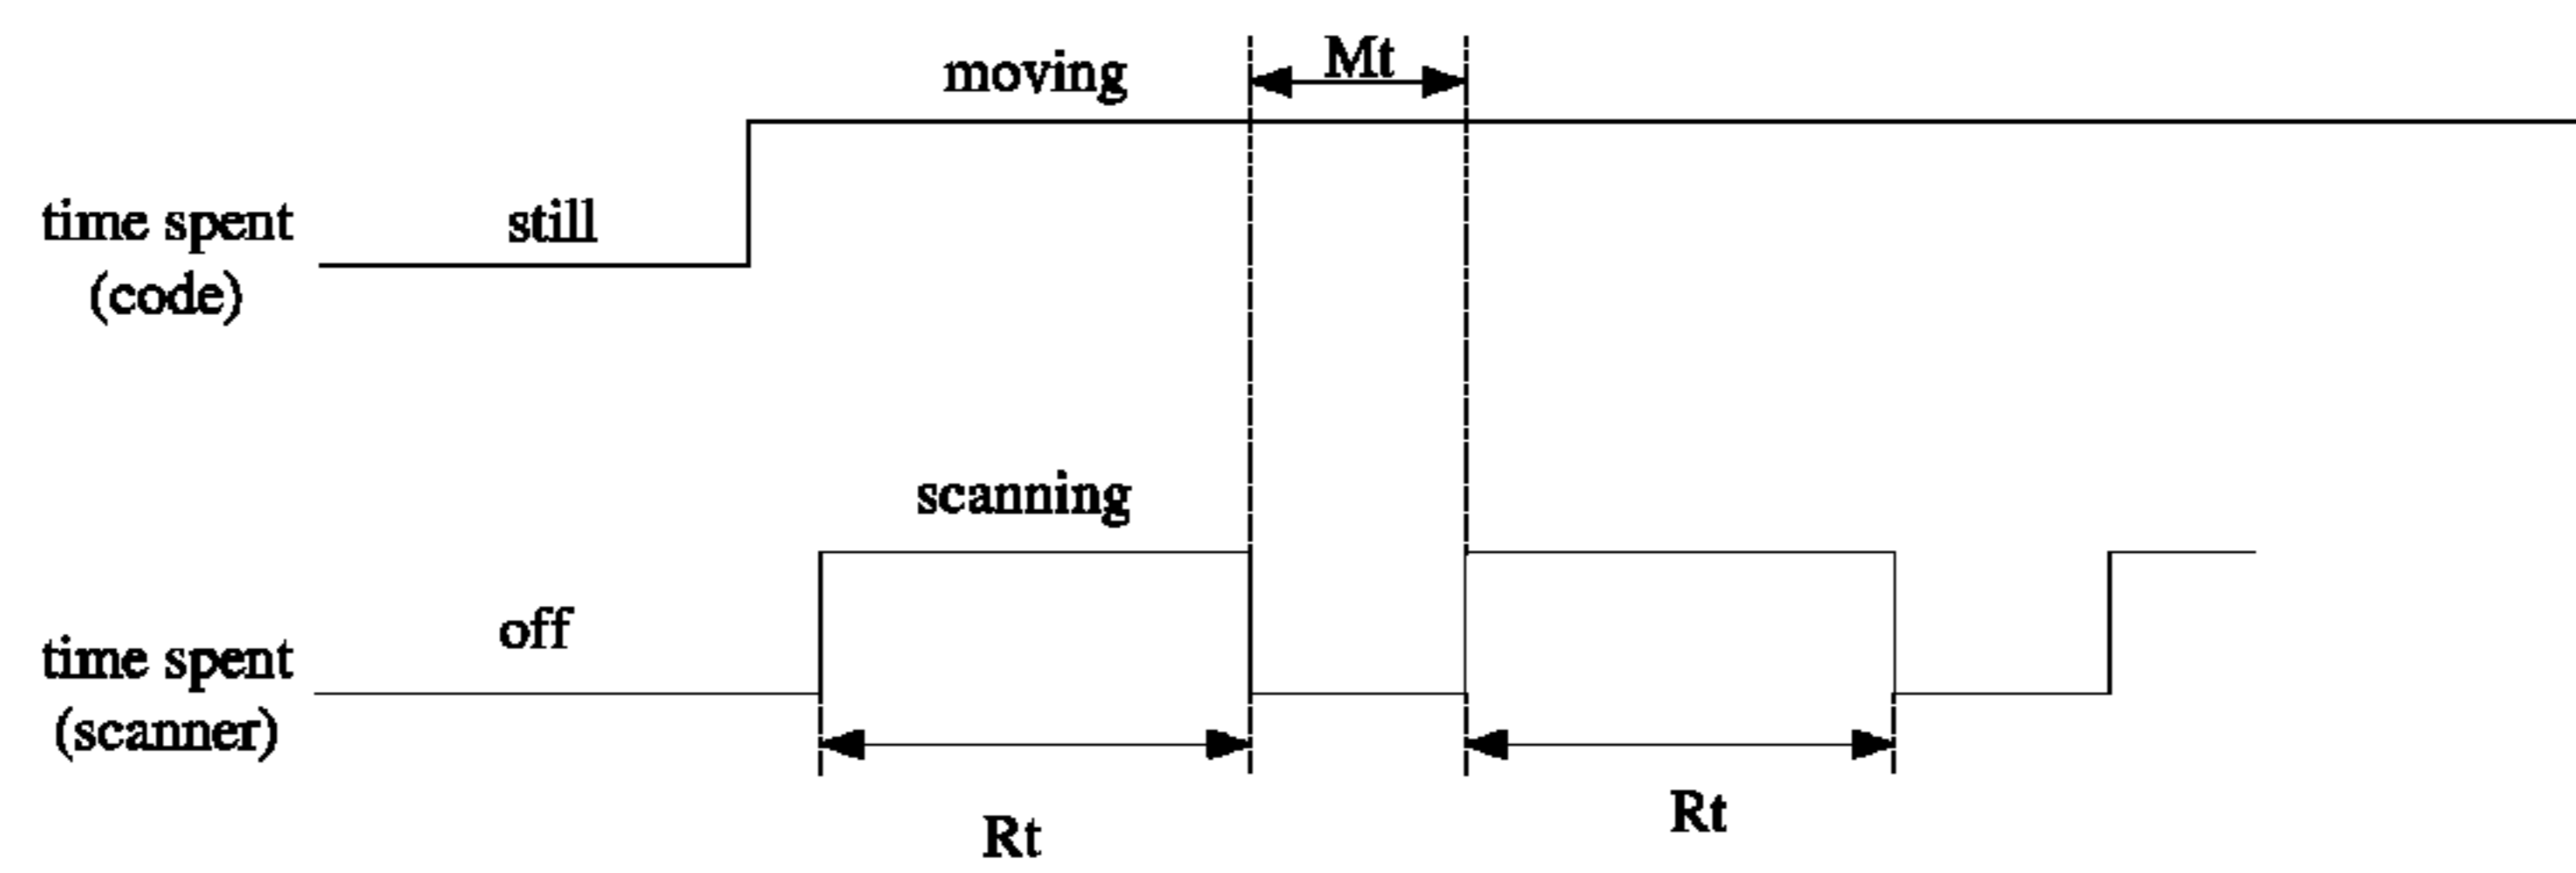 moving
Mt
time spent
(code)
still
scanning
time spent
(scanner)
off
Rt
Rt